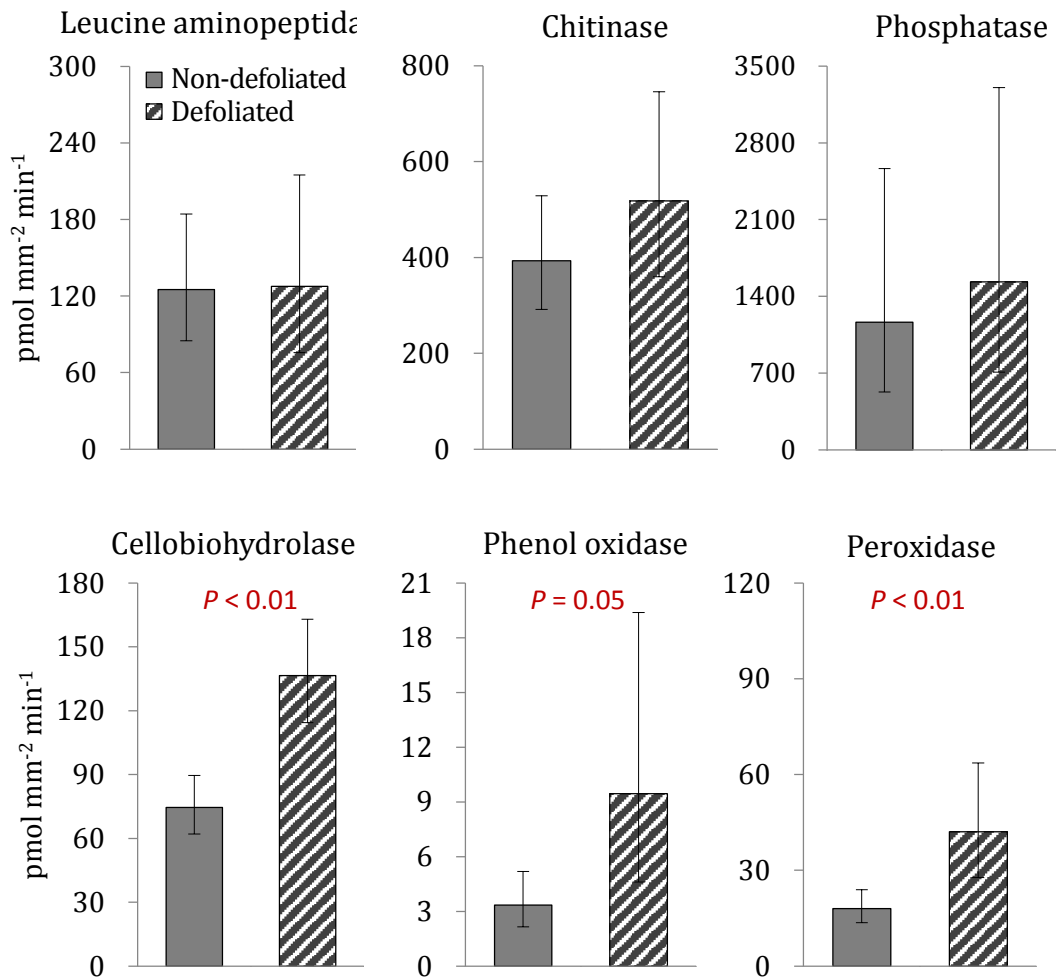 Leucine aminopeptida
300
240
180
120
60
0
pmol mm⁻² min⁻¹
Non-defoliated
Defoliated
Chitinase
800
600
400
200
0
Phosphatase
3500
2800
2100
1400
700
0
Cellobiohydrolase
P < 0.01
180
150
120
90
60
30
0
pmol mm⁻² min⁻¹
Phenol oxidase
P = 0.05
21
18
15
12
9
6
3
0
Peroxidase
P < 0.01
120
90
60
30
0